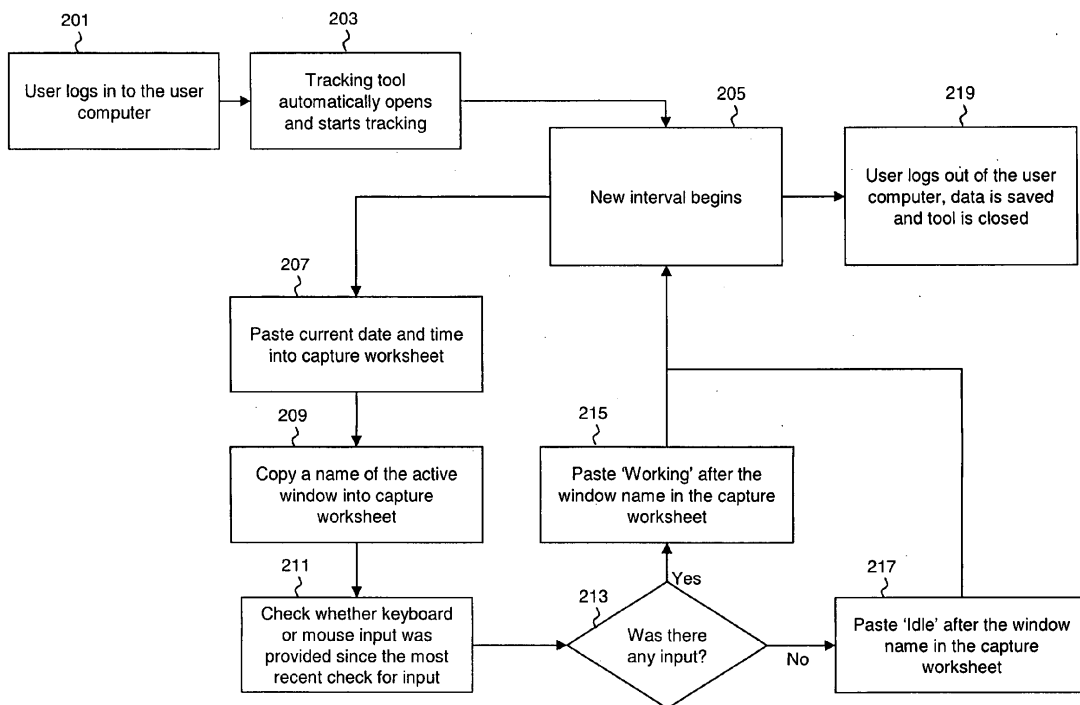 201
User logs in to the user
computer
203
Tracking tool
automatically opens
and starts tracking
205
New interval begins
219
User logs out of the user
computer, data is saved
and tool is closed
207
Paste current date and time
into capture worksheet
209
Copy a name of the active
window into capture
worksheet
211
Check whether keyboard
or mouse input was
provided since the most
recent check for input
213
Was there
any input?
Yes
No
215
Paste ‘Working’ after the
window name in the capture
worksheet
217
Paste ‘Idle’ after the window
name in the capture
worksheet